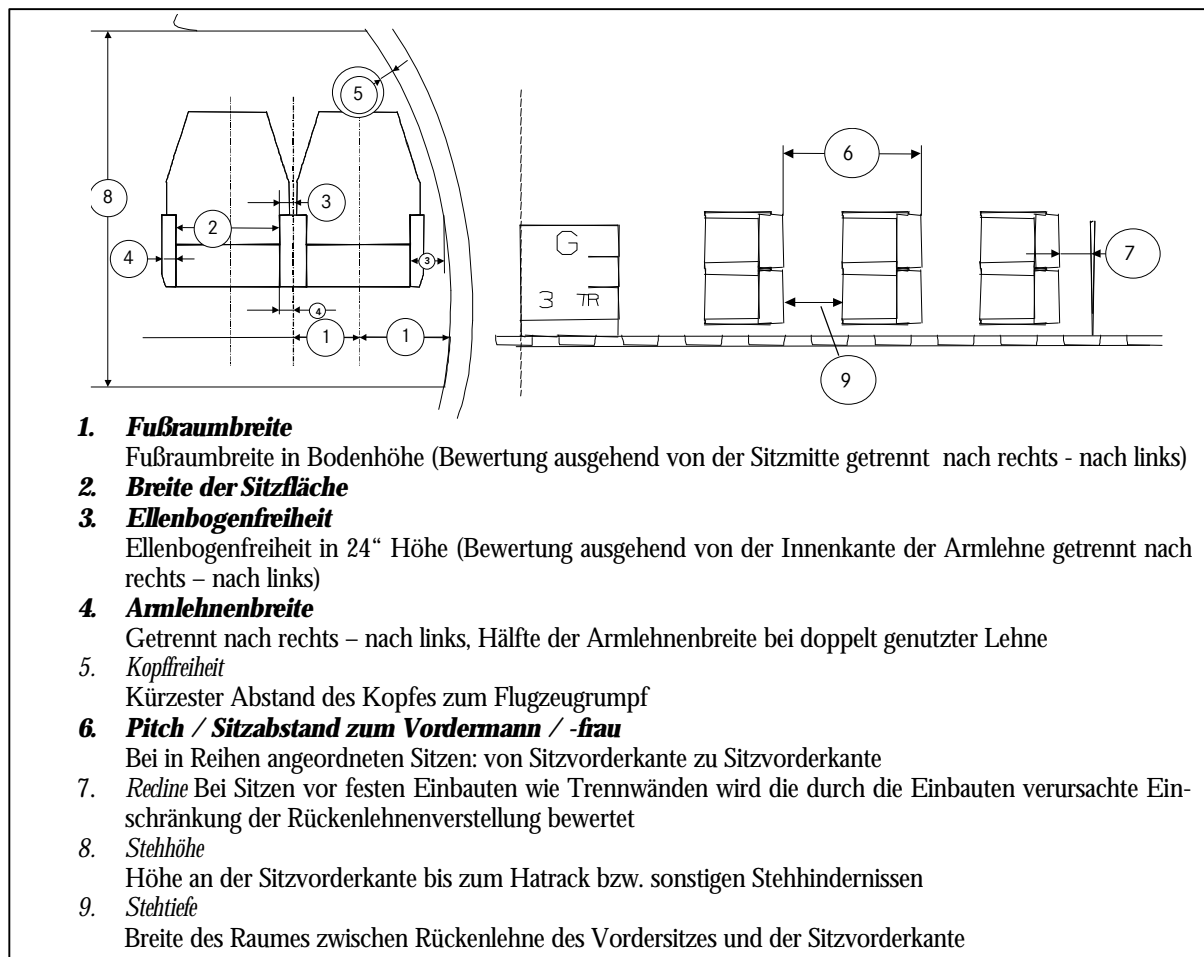 5
8
3
2
4
3
4
1
1
6
G
3 TR
7
9
1. Fußraumbreite
Fußraumbreite in Bodenhöhe (Bewertung ausgehend von der Sitzmitte getrennt nach rechts - nach links)
2. Breite der Sitzfläche
3. Ellenbogenfreiheit
Ellenbogenfreiheit in 24“ Höhe (Bewertung ausgehend von der Innenkante der Armlehne getrennt nach
rechts – nach links)
4. Armlehnenbreite
Getrennt nach rechts – nach links, Hälfte der Armlehnenbreite bei doppelt genutzter Lehne
5. Kopffreiheit
Kürzester Abstand des Kopfes zum Flugzeugrumpf
6. Pitch / Sitzabstand zum Vordermann / -frau
Bei in Reihen angeordneten Sitzen: von Sitzvorderkante zu Sitzvorderkante
7. Recline Bei Sitzen vor festen Einbauten wie Trennwänden wird die durch die Einbauten verursachte Ein-
schränkung der Rückenlehnenverstellung bewertet
8. Stehhöhe
Höhe an der Sitzvorderkante bis zum Hatrack bzw. sonstigen Stehhindernissen
9. Stehtiefe
Breite des Raumes zwischen Rückenlehne des Vordersitzes und der Sitzvorderkante